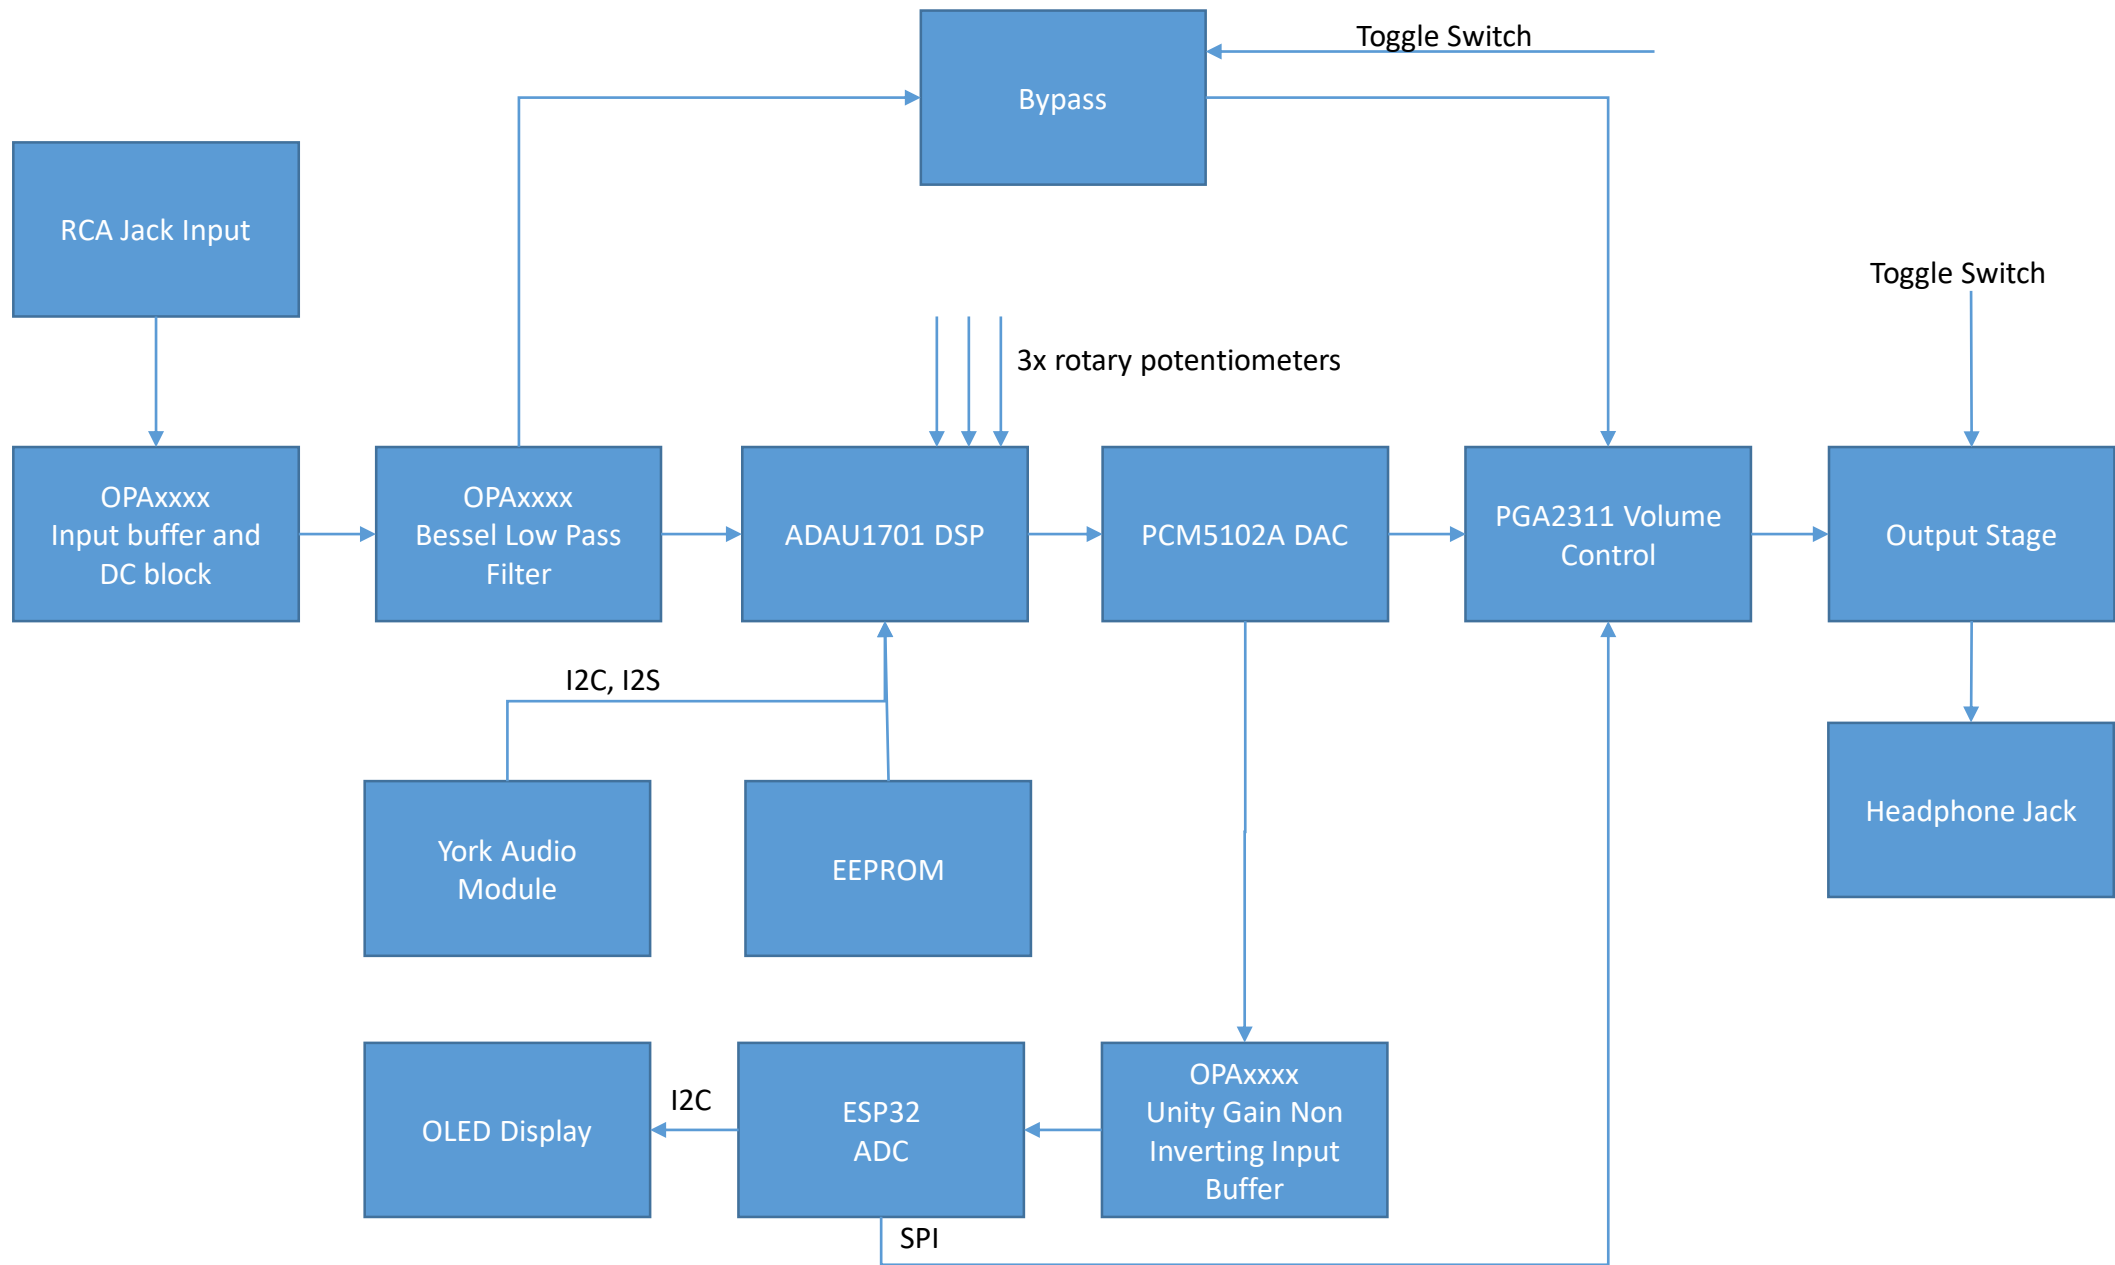 Toggle Switch
Bypass
RCA Jack Input
Toggle Switch
3x rotary potentiometers
OPAxxxx
Input buffer and
DC block
OPAxxxx
Bessel Low Pass
Filter
ADAU1701 DSP
PCM5102A DAC
PGA2311 Volume
Control
Output Stage
I2C, I2S
York Audio
Module
EEPROM
Headphone Jack
OLED Display
I2C
ESP32
ADC
OPAxxxx
Unity Gain Non
Inverting Input
Buffer
SPI